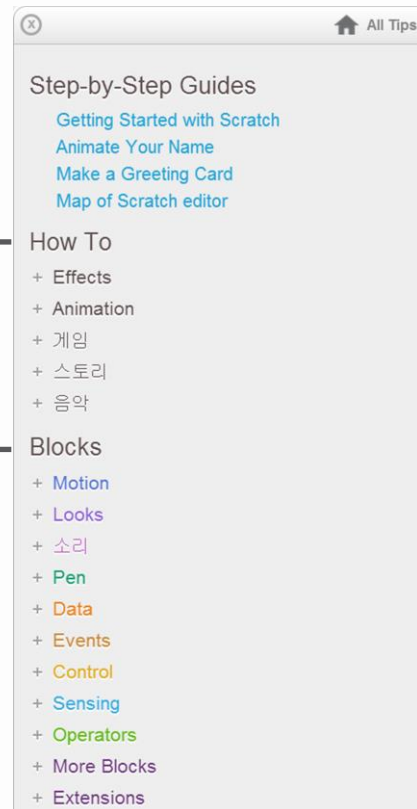 All Tips
Step-by-Step Guides
Getting Started with Scratch
Animate Your Name
Make a Greeting Card
Map of Scratch editor
How To
+ Effects
+ Animation
+ 게임
+ 스토리
+ 음악
Blocks
+ Motion
+ Looks
+ 소리
+ Pen
+ Data
+ Events
+ Control
+ Sensing
+ Operators
+ More Blocks
+ Extensions